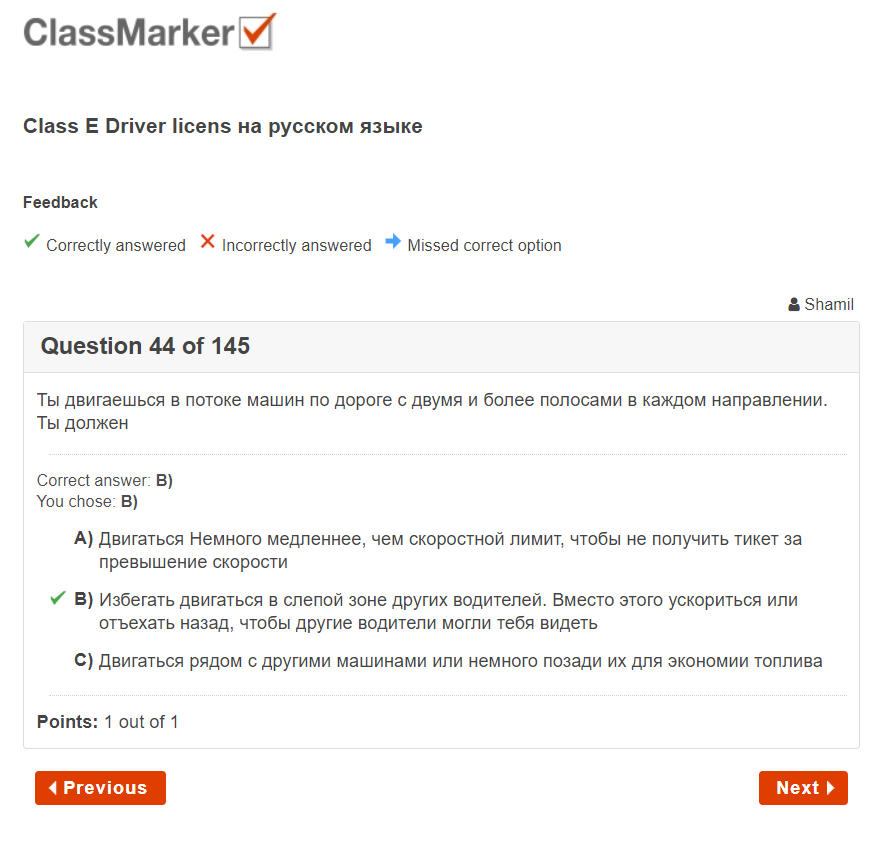 ClassMarker
Class E Driver licens на русском языке
Feedback
Correctly answered Incorrectly answered Missed correct option
Shamil
Question 44 of 145
Ты двигаешься в потоке машин по дороге с двумя и более полосами в каждом направлении.
Ты должен
Correct answer: B)
You chose: B)
A) Двигаться Немного медленнее, чем скоростной лимит, чтобы не получить тикет за
превышение скорости
B) Избегать двигаться в слепой зоне других водителей. Вместо этого ускориться или
отъехать назад, чтобы другие водители могли тебя видеть
C) Двигаться рядом с другими машинами или немного позади их для экономии топлива
Points: 1 out of 1
Previous Next